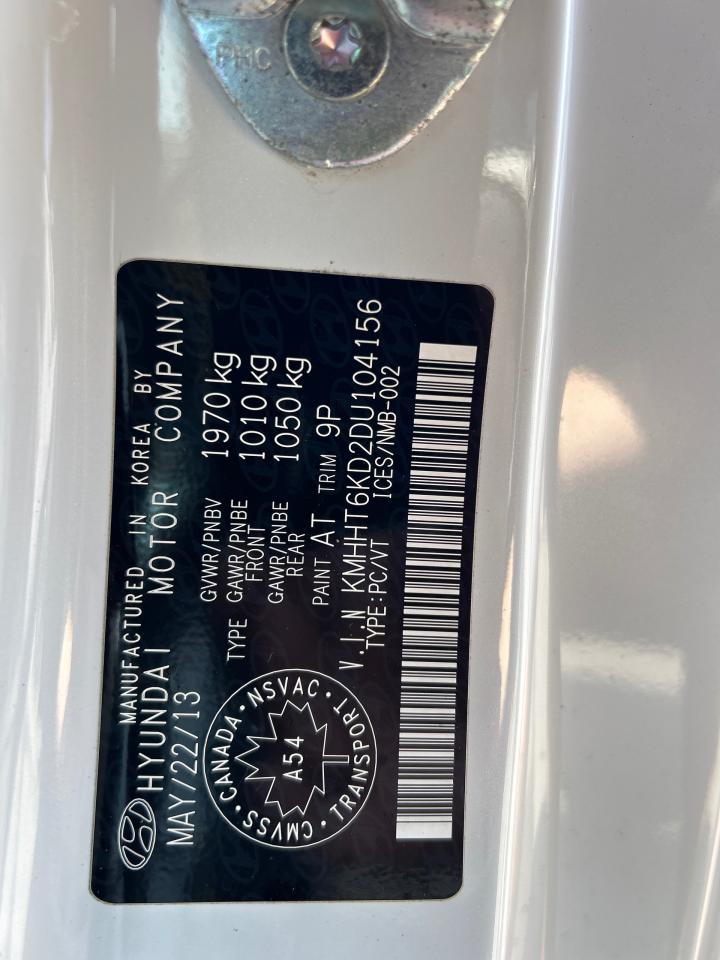 PHC
MANUFACTURED IN KOREA BY
HYUNDAI MOTOR COMPANY
MAY/22/13
GVWR/PNBV 1970 kg
TYPE GAWR/PNBE FRONT 1010 kg
GAWR/PNBE REAR 1050 kg
PAINT AT TRIM 9P
V.I.N KMHHT6KD2DU104156
TYPE:PC/VT ICES/NMB-002
CANADA · NSVAC · TRANSPORT · CMVSS ·
A54